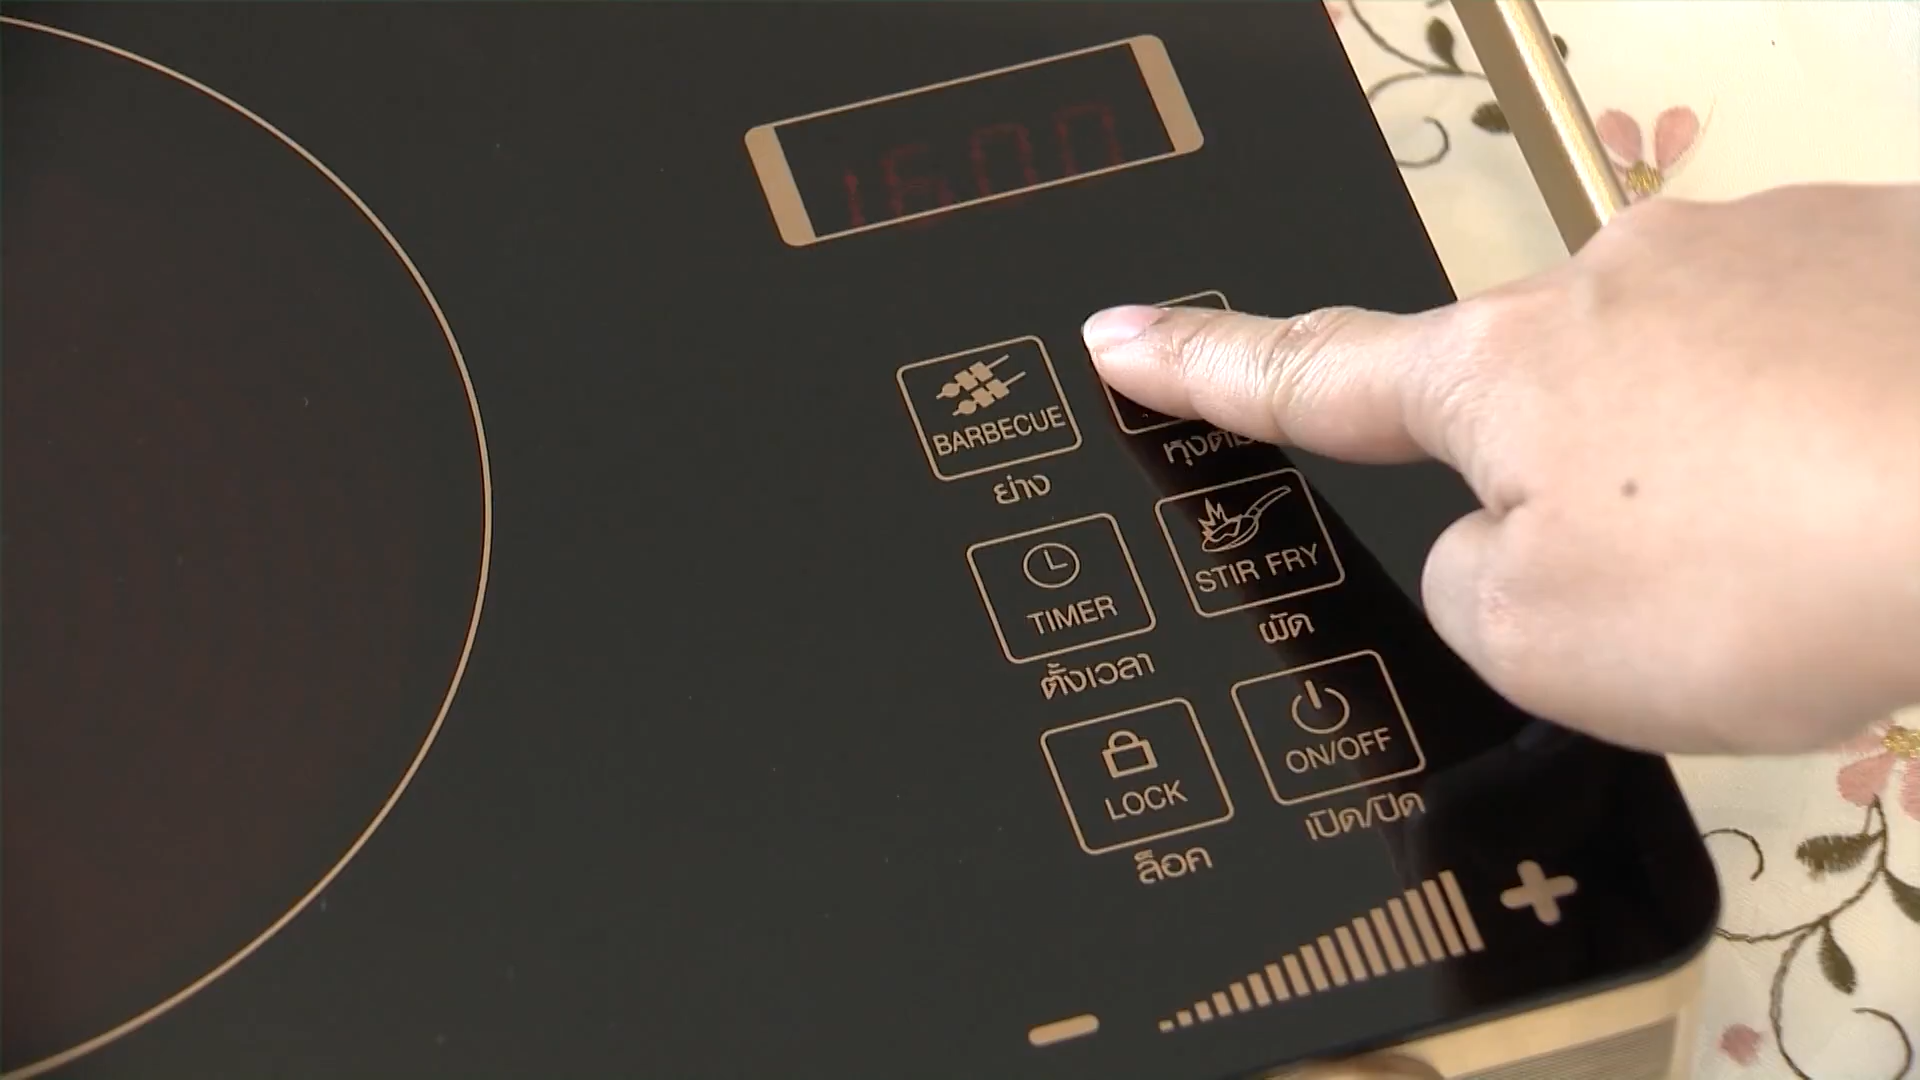 1600
BARBECUE
ย่าง
TIMER
STIR FRY
ตั้งเวลา
ผัด
LOCK
ON/OFF
ล็อค
เปิด/ปิด